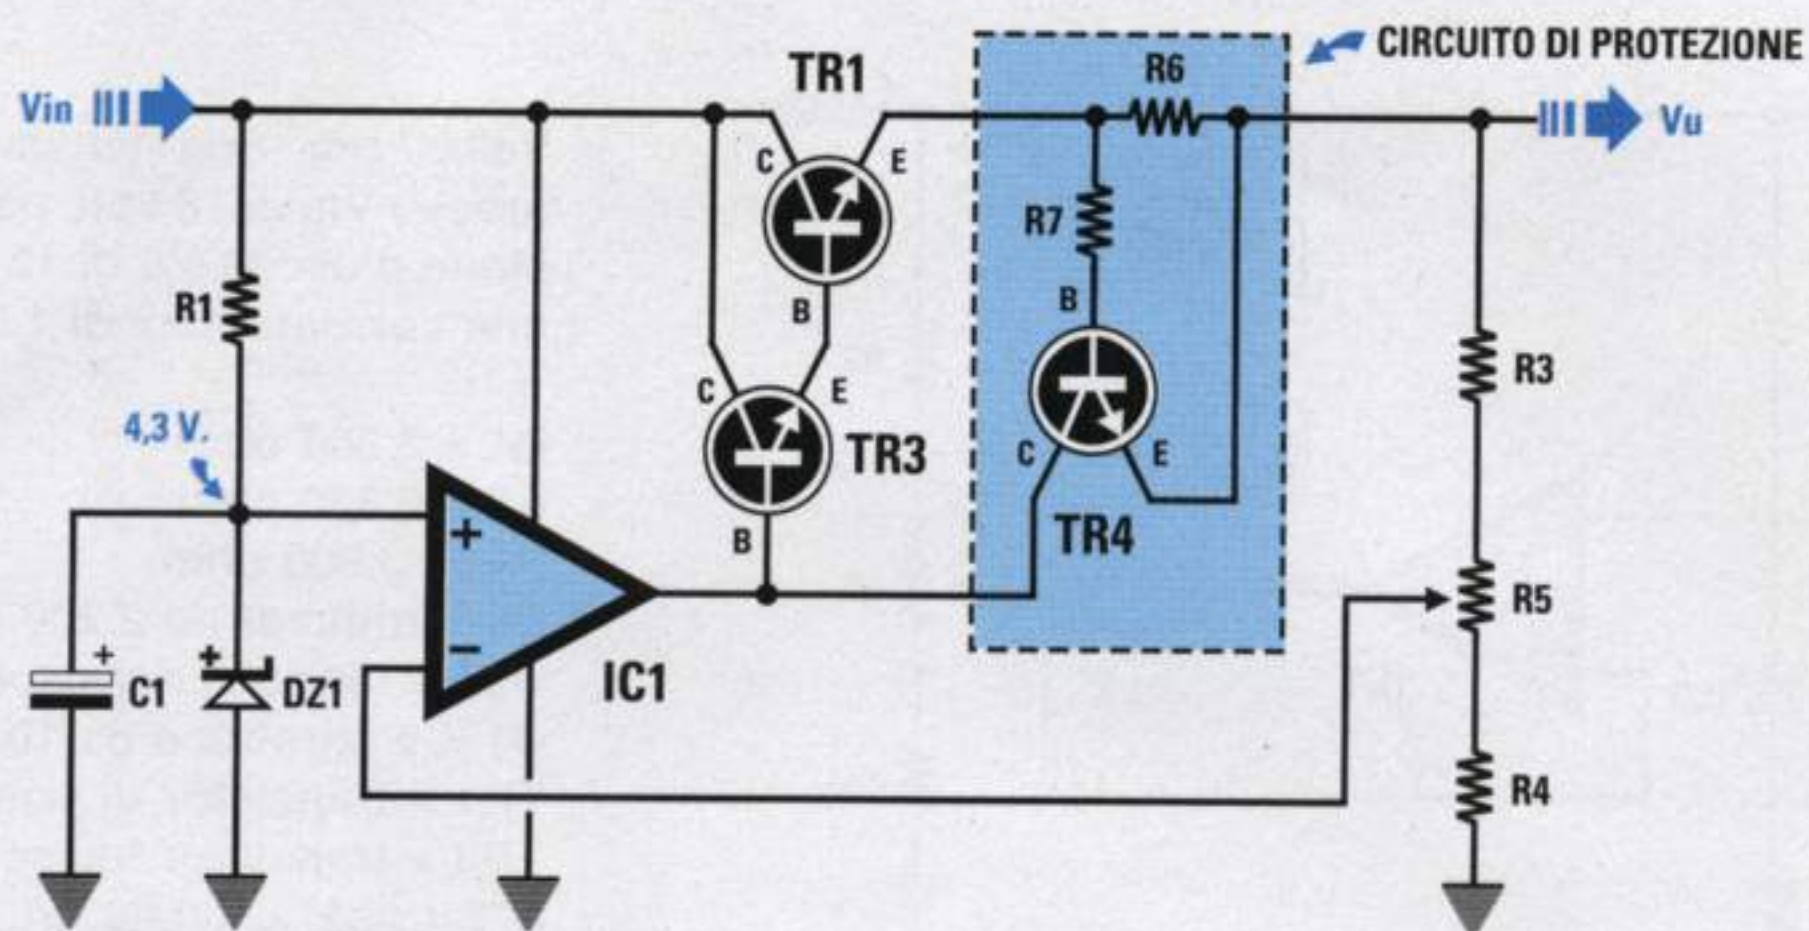 CIRCUITO DI PROTEZIONE
TR1
R6
Vin
Vu
C
E
R7
R1
B
B
R3
C
E
4,3 V.
TR3
C
E
TR4
+
B
R5
−
+
C1
+
DZ1
IC1
R4